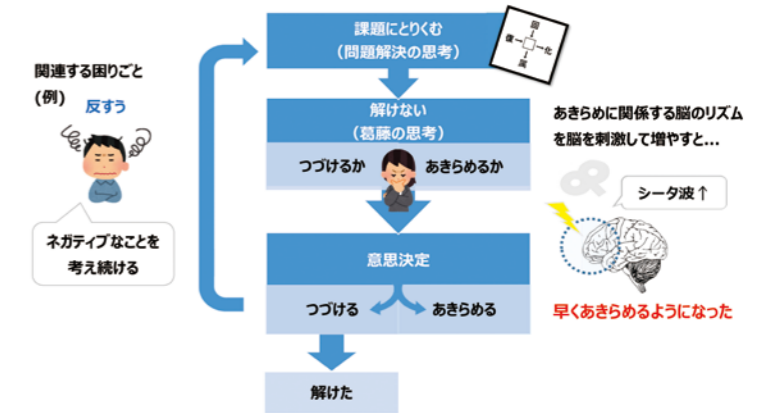 課題にとりくむ
(問題解決の思考)
回
↓
復→□→化
↓
関連する困りごと
(例)
反すう
ネガティブなことを
考え続ける
解けない
(葛藤の思考)
つづけるか
あきらめるか
あきらめに関係する脳のリズム
を脳を刺激して増やすと...
シータ波↑
早くあきらめるようになった
意思決定
つづける
あきらめる
解けた